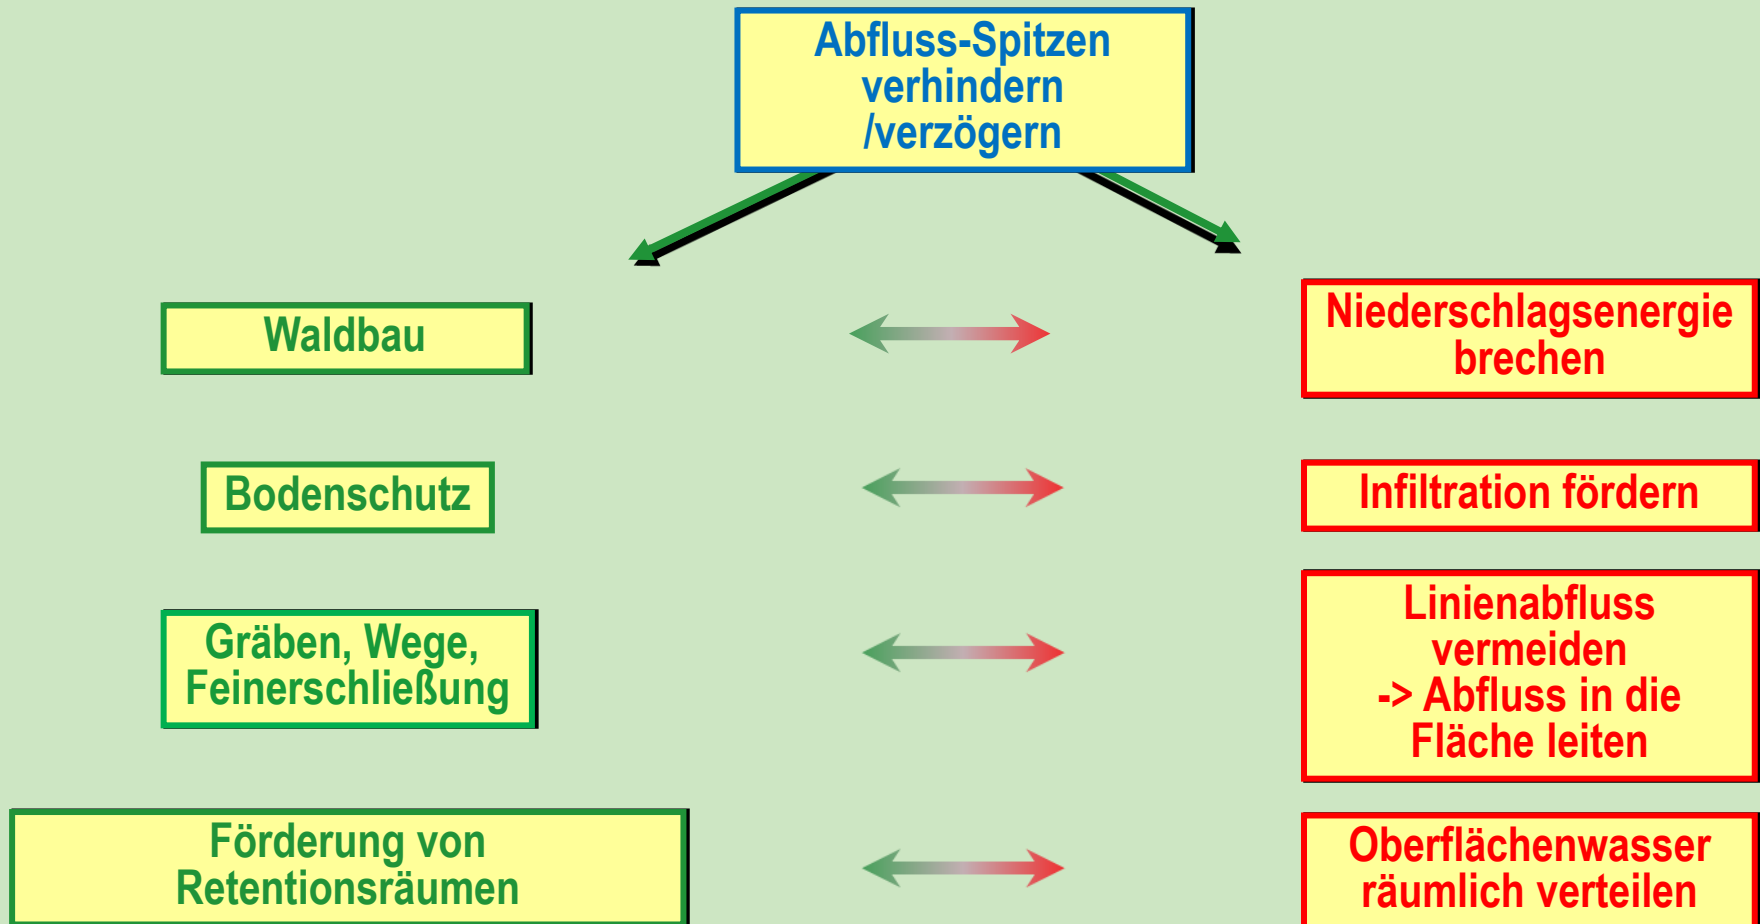 Abfluss-Spitzen
verhindern
/verzögern
Waldbau
Niederschlagsenergie
brechen
Bodenschutz
Infiltration fördern
Gräben, Wege,
Feinerschließung
Linienabfluss
vermeiden
-> Abfluss in die
Fläche leiten
Förderung von
Retentionsräumen
Oberflächenwasser
räumlich verteilen